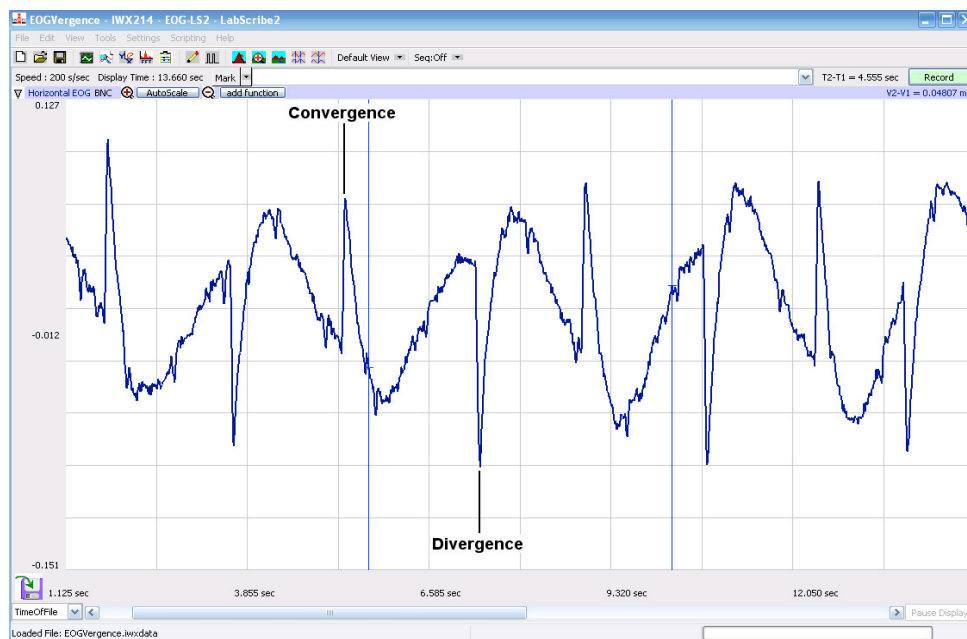 EOGVergence - IWX214 - EOG-LS2 - LabScribe2
File Edit View Tools Settings Scripting Help
Default View Seq:Off
Speed : 200 s/sec Display Time : 13.660 sec Mark T2-T1 = 4.555 sec Record
Horizontal EOG BNC AutoScale add function V2-V1 = 0.04807 m
0.127
Convergence
-0.012
Divergence
-0.151
1.125 sec 3.855 sec 6.585 sec 9.320 sec 12.050 sec
TimeOfFile Pause Display
Loaded File: EOGVergence.iwxdata